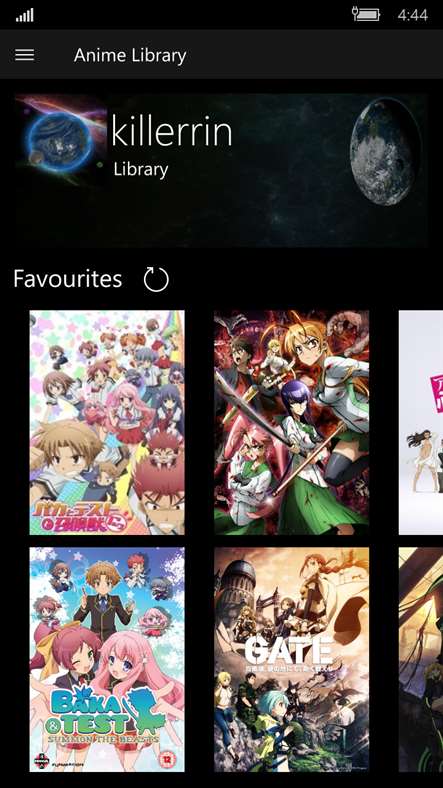 4:44
Anime Library
killerrin
Library
Favourites
バカとテスト
と召喚獣
BAKA
& TEST
SUMMON THE BEASTS
12
GATE